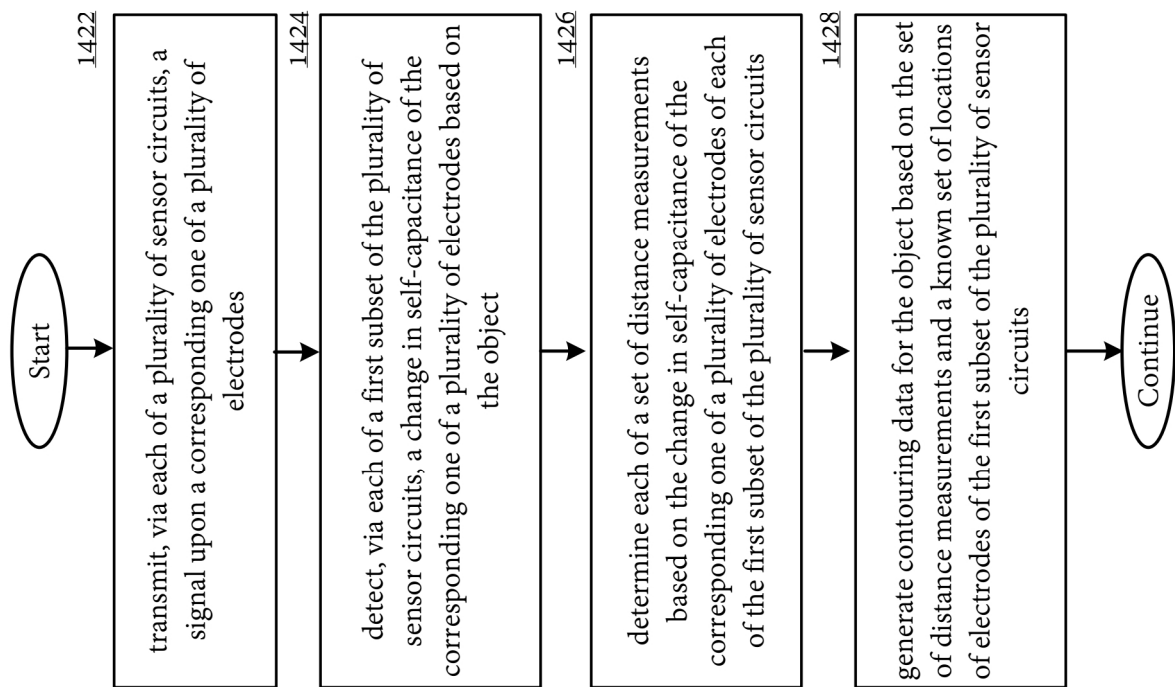 Start
1422
transmit, via each of a plurality of sensor circuits, a
signal upon a corresponding one of a plurality of
electrodes
1424
detect, via each of a first subset of the plurality of
sensor circuits, a change in self-capacitance of the
corresponding one of a plurality of electrodes based on
the object
1426
determine each of a set of distance measurements
based on the change in self-capacitance of the
corresponding one of a plurality of electrodes of each
of the first subset of the plurality of sensor circuits
1428
generate contouring data for the object based on the set
of distance measurements and a known set of locations
of electrodes of the first subset of the plurality of sensor
circuits
Continue